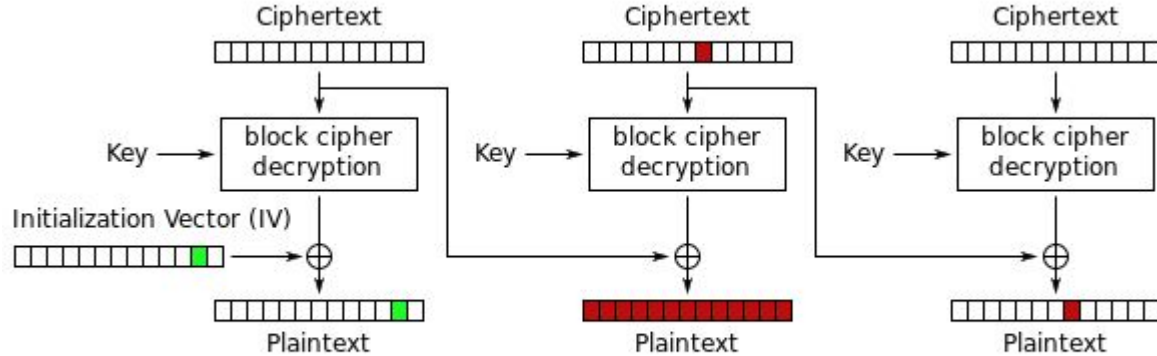 Ciphertext
Ciphertext
Ciphertext
Key
block cipher
decryption
Key
block cipher
decryption
Key
block cipher
decryption
Initialization Vector (IV)
Plaintext
Plaintext
Plaintext